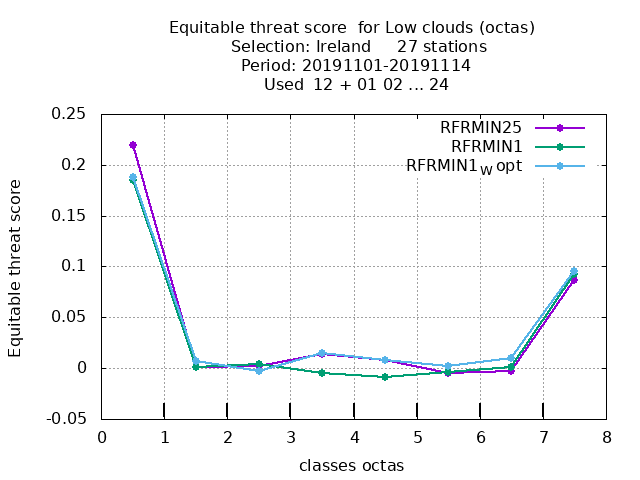 Equitable threat score  for Low clouds (octas)
Selection: Ireland     27 stations
Period: 20191101-20191114
Used  12 + 01 02 ... 24
RFRMIN25
RFRMIN1
RFRMIN1w opt
Equitable threat score
0.25
0.2
0.15
0.1
0.05
0
-0.05
0 1 2 3 4 5 6 7 8
classes octas